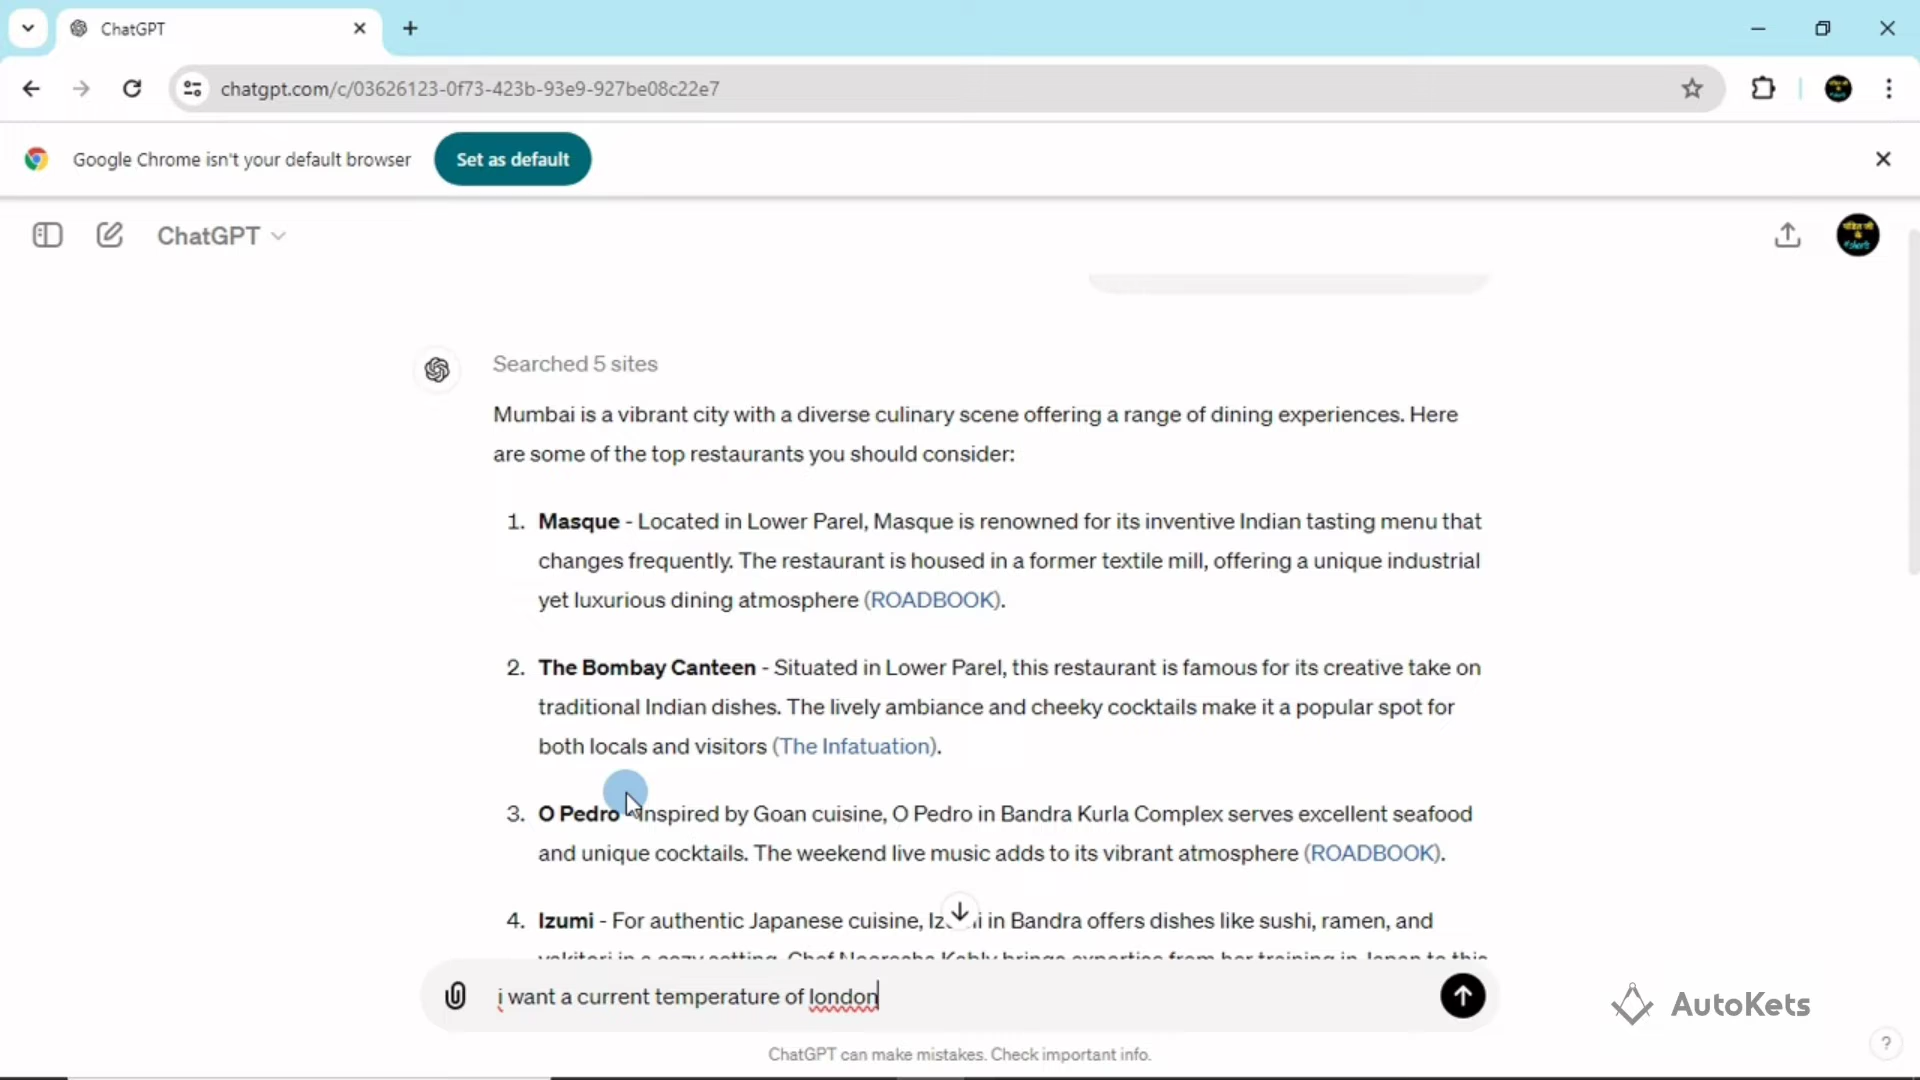 ChatGPT
chatgpt.com/c/03626123-0f73-423b-93e9-927be08c22e7
Google Chrome isn't your default browser
Set as default
ChatGPT
Searched 5 sites
Mumbai is a vibrant city with a diverse culinary scene offering a range of dining experiences. Here
are some of the top restaurants you should consider:
1. Masque - Located in Lower Parel, Masque is renowned for its inventive Indian tasting menu that
changes frequently. The restaurant is housed in a former textile mill, offering a unique industrial
yet luxurious dining atmosphere (ROADBOOK).
2. The Bombay Canteen - Situated in Lower Parel, this restaurant is famous for its creative take on
traditional Indian dishes. The lively ambiance and cheeky cocktails make it a popular spot for
both locals and visitors (The Infatuation).
3. O Pedro - Inspired by Goan cuisine, O Pedro in Bandra Kurla Complex serves excellent seafood
and unique cocktails. The weekend live music adds to its vibrant atmosphere (ROADBOOK).
4. Izumi - For authentic Japanese cuisine, Izumi in Bandra offers dishes like sushi, ramen, and
i want a current temperature of london
AutoKets
ChatGPT can make mistakes. Check important info.
?